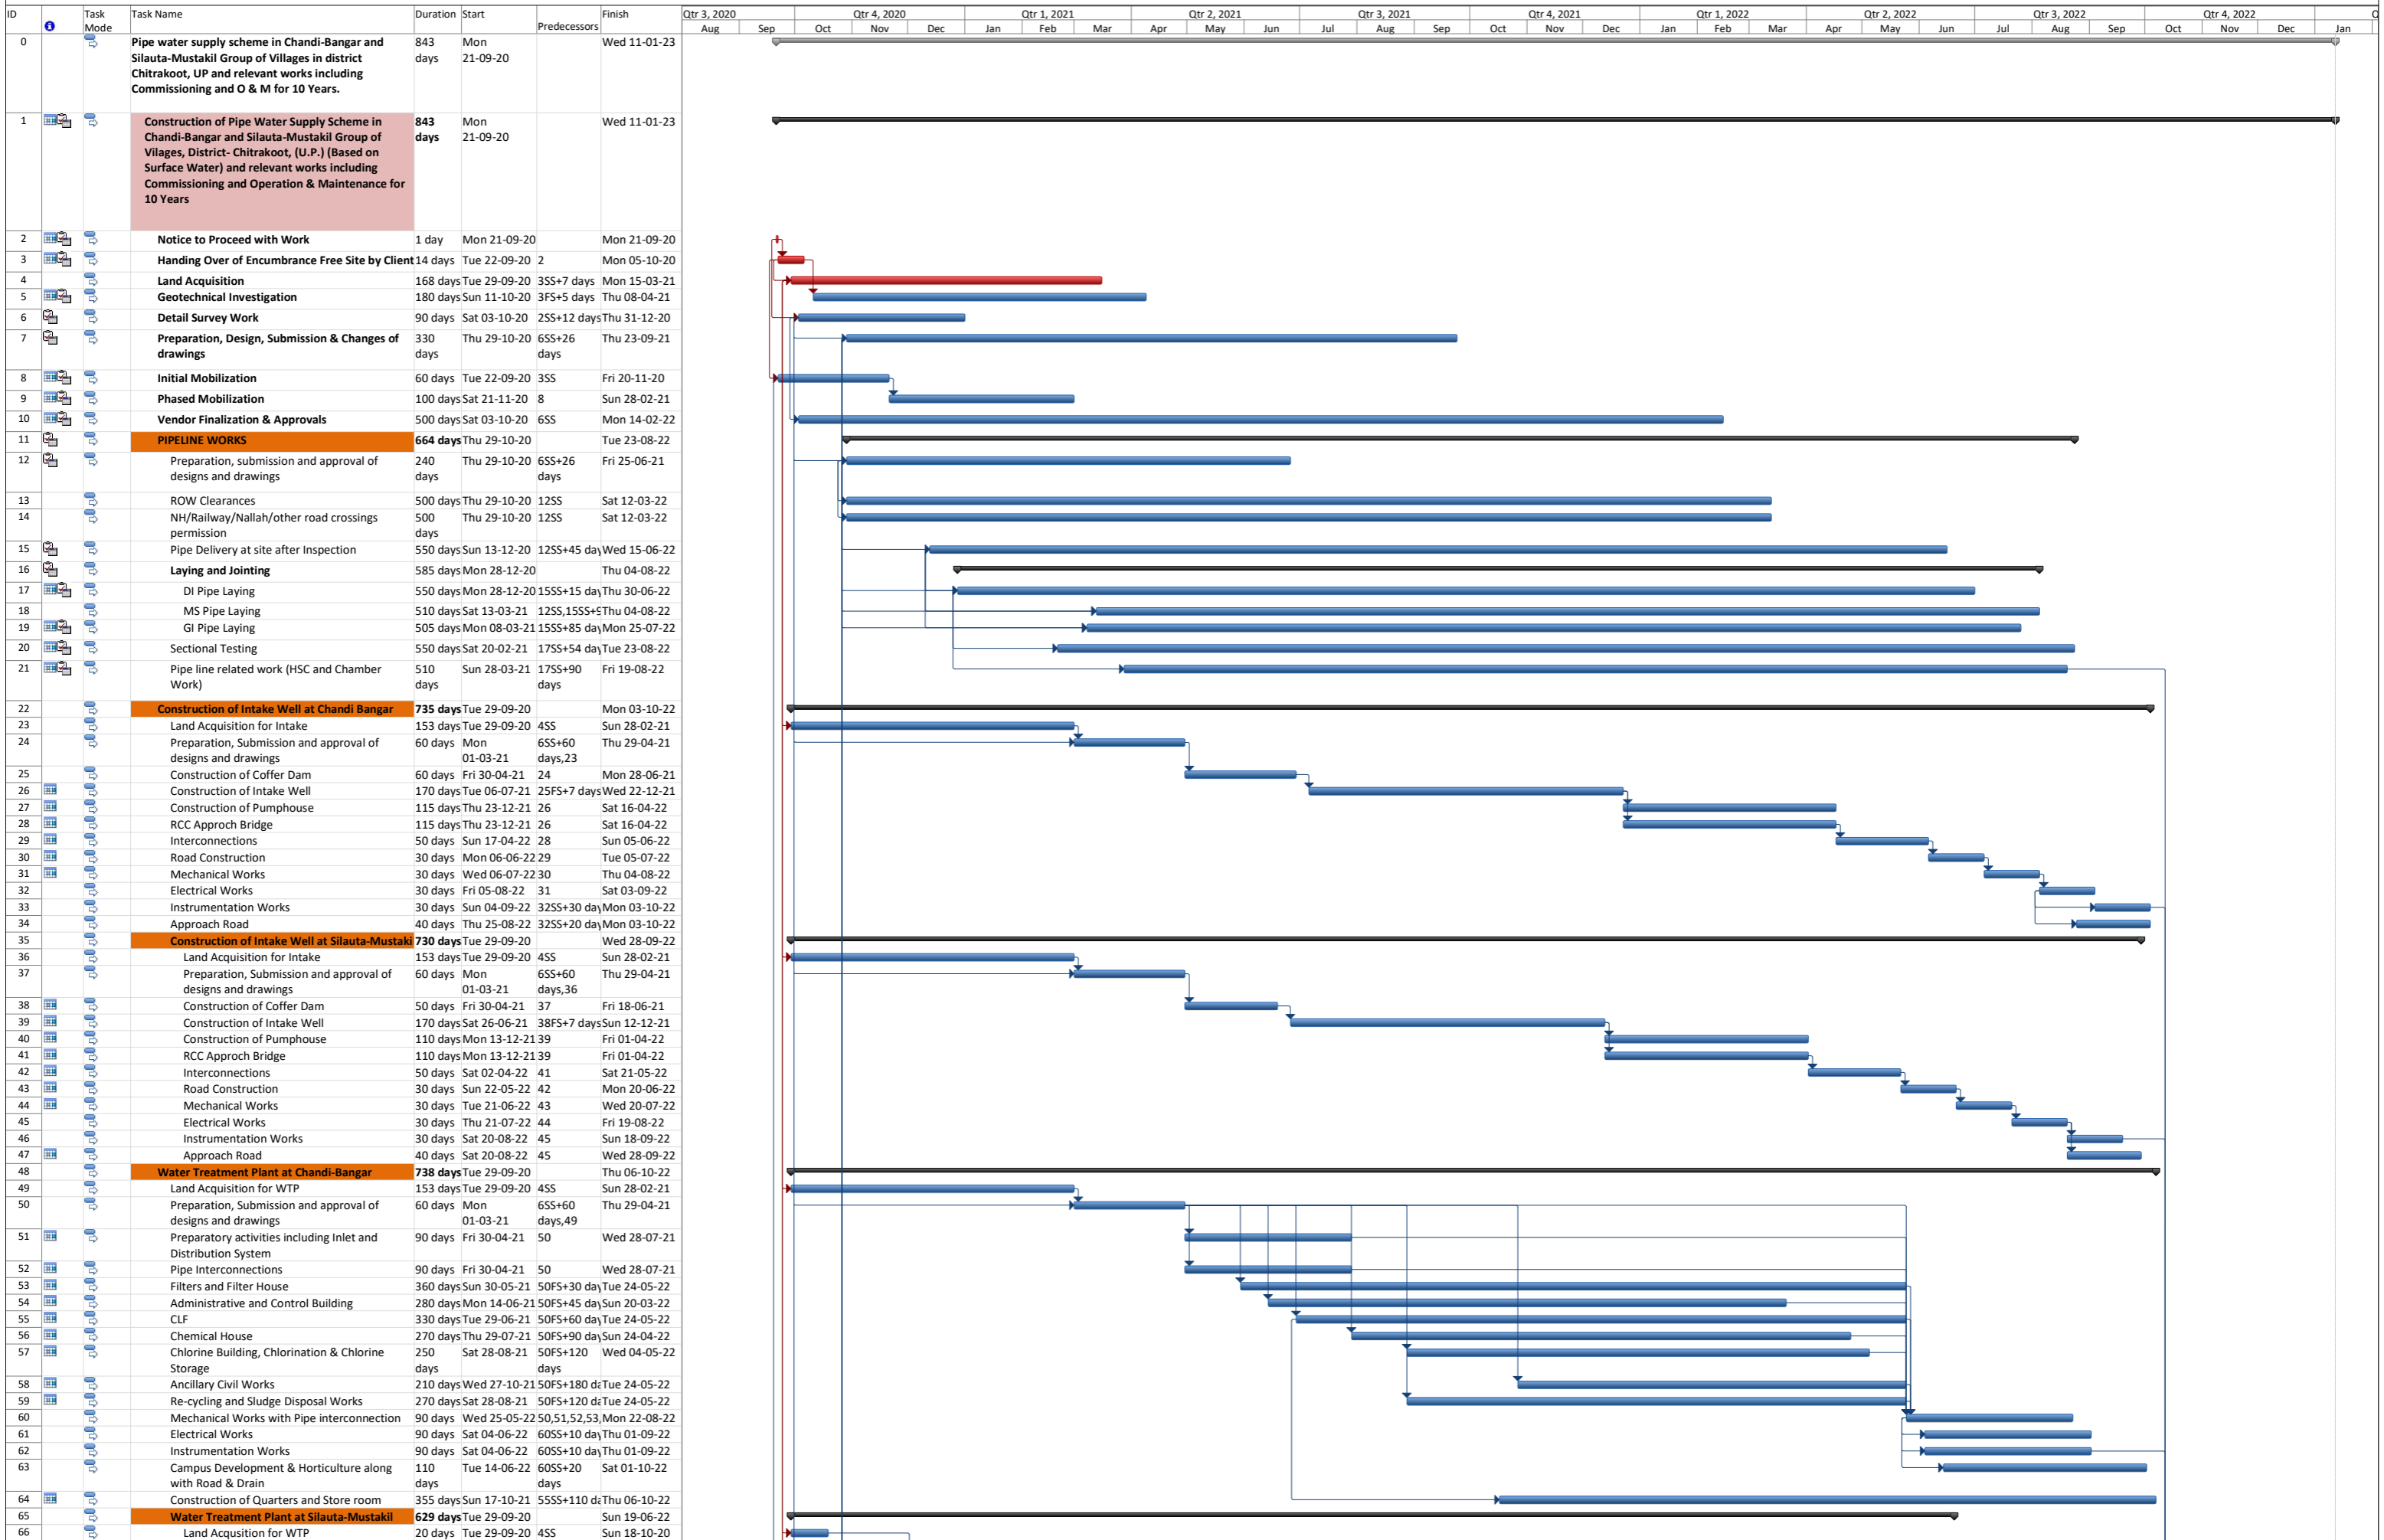 ID Task Mode Task Name Duration Start Predecessors Finish
Qtr 3, 2020 Qtr 4, 2020 Qtr 1, 2021 Qtr 2, 2021 Qtr 3, 2021 Qtr 4, 2021 Qtr 1, 2022 Qtr 2, 2022 Qtr 3, 2022 Qtr 4, 2022 Q
Aug Sep Oct Nov Dec Jan Feb Mar Apr May Jun Jul Aug Sep Oct Nov Dec Jan Feb Mar Apr May Jun Jul Aug Sep Oct Nov Dec Jan
0 Pipe water supply scheme in Chandi-Bangar and 843 Mon Wed 11-01-23
Silauta-Mustakil Group of Villages in district days 21-09-20
Chitrakoot, UP and relevant works including
Commissioning and O & M for 10 Years.
1 Construction of Pipe Water Supply Scheme in 843 Mon Wed 11-01-23
Chandi-Bangar and Silauta-Mustakil Group of days 21-09-20
Vilages, District- Chitrakoot, (U.P.) (Based on
Surface Water) and relevant works including
Commissioning and Operation & Maintenance for
10 Years
2 Notice to Proceed with Work 1 day Mon 21-09-20 Mon 21-09-20
3 Handing Over of Encumbrance Free Site by Client 14 days Tue 22-09-20 2 Mon 05-10-20
4 Land Acquisition 168 days Tue 29-09-20 3SS+7 days Mon 15-03-21
5 Geotechnical Investigation 180 days Sun 11-10-20 3FS+5 days Thu 08-04-21
6 Detail Survey Work 90 days Sat 03-10-20 2SS+12 days Thu 31-12-20
7 Preparation, Design, Submission & Changes of 330 Thu 29-10-20 6SS+26 Thu 23-09-21
drawings days days
8 Initial Mobilization 60 days Tue 22-09-20 3SS Fri 20-11-20
9 Phased Mobilization 100 days Sat 21-11-20 8 Sun 28-02-21
10 Vendor Finalization & Approvals 500 days Sat 03-10-20 6SS Mon 14-02-22
11 PIPELINE WORKS 664 days Thu 29-10-20 Tue 23-08-22
12 Preparation, submission and approval of 240 Thu 29-10-20 6SS+26 Fri 25-06-21
designs and drawings days days
13 ROW Clearances 500 days Thu 29-10-20 12SS Sat 12-03-22
14 NH/Railway/Nallah/other road crossings 500 Thu 29-10-20 12SS Sat 12-03-22
permission days
15 Pipe Delivery at site after Inspection 550 days Sun 13-12-20 12SS+45 day Wed 15-06-22
16 Laying and Jointing 585 days Mon 28-12-20 Thu 04-08-22
17 DI Pipe Laying 550 days Mon 28-12-20 15SS+15 day Thu 30-06-22
18 MS Pipe Laying 510 days Sat 13-03-21 12SS,15SS+ Thu 04-08-22
19 GI Pipe Laying 505 days Mon 08-03-21 15SS+85 day Mon 25-07-22
20 Sectional Testing 550 days Sat 20-02-21 17SS+54 day Tue 23-08-22
21 Pipe line related work (HSC and Chamber 510 Sun 28-03-21 17SS+90 Fri 19-08-22
Work) days days
22 Construction of Intake Well at Chandi Bangar 735 days Tue 29-09-20 Mon 03-10-22
23 Land Acquisition for Intake 153 days Tue 29-09-20 4SS Sun 28-02-21
24 Preparation, Submission and approval of 60 days Mon 6SS+60 Thu 29-04-21
designs and drawings 01-03-21 days,23
25 Construction of Coffer Dam 60 days Fri 30-04-21 24 Mon 28-06-21
26 Construction of Intake Well 170 days Tue 06-07-21 25FS+7 days Wed 22-12-21
27 Construction of Pumphouse 115 days Thu 23-12-21 26 Sat 16-04-22
28 RCC Approch Bridge 115 days Thu 23-12-21 26 Sat 16-04-22
29 Interconnections 50 days Sun 17-04-22 28 Sun 05-06-22
30 Road Construction 30 days Mon 06-06-22 29 Tue 05-07-22
31 Mechanical Works 30 days Wed 06-07-22 30 Thu 04-08-22
32 Electrical Works 30 days Fri 05-08-22 31 Sat 03-09-22
33 Instrumentation Works 30 days Sun 04-09-22 32SS+30 day Mon 03-10-22
34 Approach Road 40 days Thu 25-08-22 32SS+20 day Mon 03-10-22
35 Construction of Intake Well at Silauta-Mustaki 730 days Tue 29-09-20 Wed 28-09-22
36 Land Acquisition for Intake 153 days Tue 29-09-20 4SS Sun 28-02-21
37 Preparation, Submission and approval of 60 days Mon 6SS+60 Thu 29-04-21
designs and drawings 01-03-21 days,36
38 Construction of Coffer Dam 50 days Fri 30-04-21 37 Fri 18-06-21
39 Construction of Intake Well 170 days Sat 26-06-21 38FS+7 days Sun 12-12-21
40 Construction of Pumphouse 110 days Mon 13-12-21 39 Fri 01-04-22
41 RCC Approch Bridge 110 days Mon 13-12-21 39 Fri 01-04-22
42 Interconnections 50 days Sat 02-04-22 41 Sat 21-05-22
43 Road Construction 30 days Sun 22-05-22 42 Mon 20-06-22
44 Mechanical Works 30 days Tue 21-06-22 43 Wed 20-07-22
45 Electrical Works 30 days Thu 21-07-22 44 Fri 19-08-22
46 Instrumentation Works 30 days Sat 20-08-22 45 Sun 18-09-22
47 Approach Road 40 days Sat 20-08-22 45 Wed 28-09-22
48 Water Treatment Plant at Chandi-Bangar 738 days Tue 29-09-20 Thu 06-10-22
49 Land Acquisition for WTP 153 days Tue 29-09-20 4SS Sun 28-02-21
50 Preparation, Submission and approval of 60 days Mon 6SS+60 Thu 29-04-21
designs and drawings 01-03-21 days,49
51 Preparatory activities including Inlet and 90 days Fri 30-04-21 50 Wed 28-07-21
Distribution System
52 Pipe Interconnections 90 days Fri 30-04-21 50 Wed 28-07-21
53 Filters and Filter House 360 days Sun 30-05-21 50FS+30 day Tue 24-05-22
54 Administrative and Control Building 280 days Mon 14-06-21 50FS+45 day Sun 20-03-22
55 CLF 330 days Tue 29-06-21 50FS+60 day Tue 24-05-22
56 Chemical House 270 days Thu 29-07-21 50FS+90 day Sun 24-04-22
57 Chlorine Building, Chlorination & Chlorine 250 Sat 28-08-21 50FS+120 Wed 04-05-22
Storage days days
58 Ancillary Civil Works 210 days Wed 27-10-21 50FS+180 da Tue 24-05-22
59 Re-cycling and Sludge Disposal Works 270 days Sat 28-08-21 50FS+120 da Tue 24-05-22
60 Mechanical Works with Pipe interconnection 90 days Wed 25-05-22 50,51,52,53, Mon 22-08-22
61 Electrical Works 90 days Sat 04-06-22 60SS+10 day Thu 01-09-22
62 Instrumentation Works 90 days Sat 04-06-22 60SS+10 day Thu 01-09-22
63 Campus Development & Horticulture along 110 Tue 14-06-22 60SS+20 Sat 01-10-22
with Road & Drain days days
64 Construction of Quarters and Store room 355 days Sun 17-10-21 55SS+110 da Thu 06-10-22
65 Water Treatment Plant at Silauta-Mustakil 629 days Tue 29-09-20 Sun 19-06-22
66 Land Acqusition for WTP 20 days Tue 29-09-20 4SS Sun 18-10-20